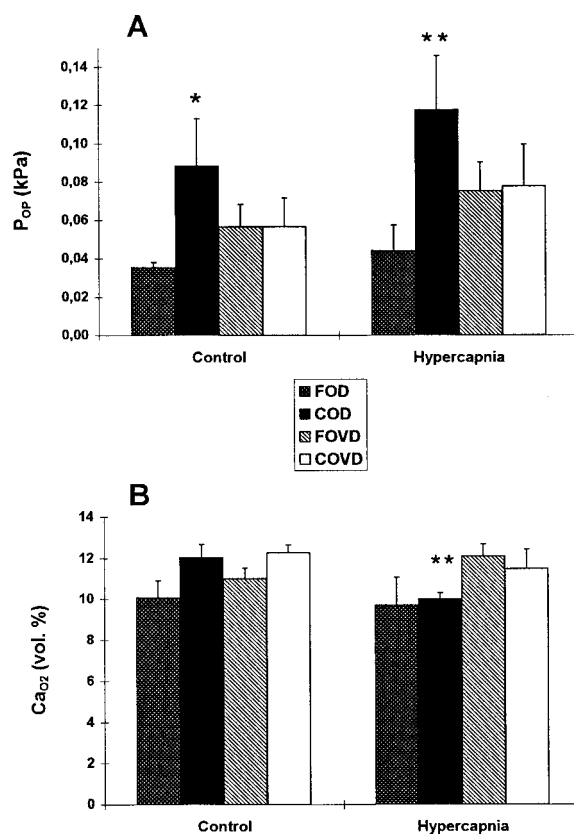 A
P_OP (kPa)
0,14
0,12
0,10
0,08
0,06
0,04
0,02
0,00
*
**
Control Hypercapnia
FOD
COD
FOVD
COVD
B
Ca_O2 (vol. %)
14
12
10
8
6
4
2
0
**
Control Hypercapnia